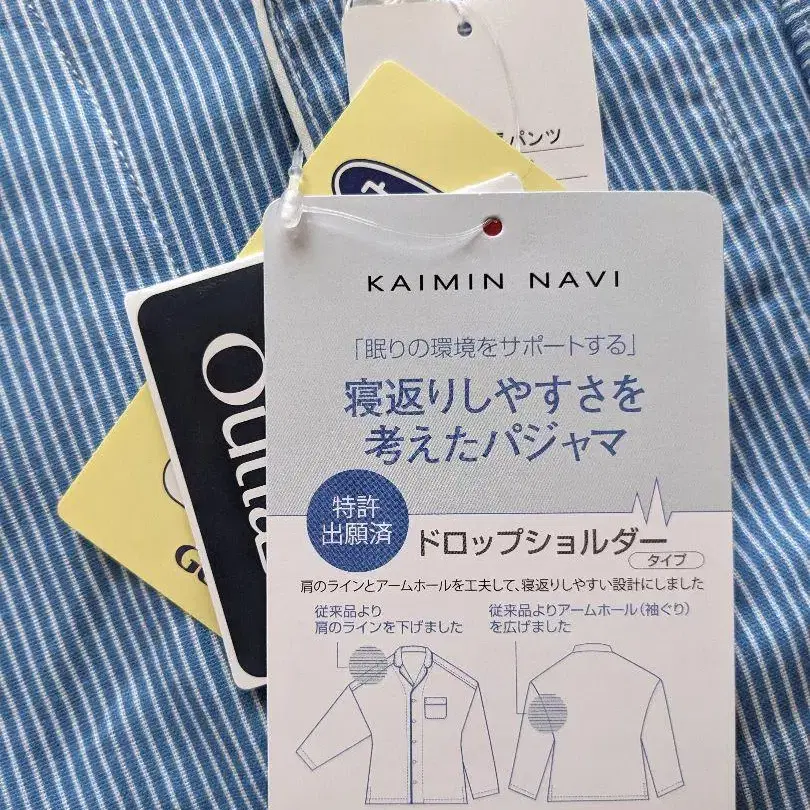 パンツ
KAIMIN NAVI
「眠りの環境をサポートする」
寝返りしやすさを
考えたパジャマ
特許
出願済
ドロップショルダー
タイプ
肩のラインとアームホールを工夫して、寝返りしやすい設計にしました
従来品より
肩のラインを下げました
従来品よりアームホール（袖ぐり）
を広げました